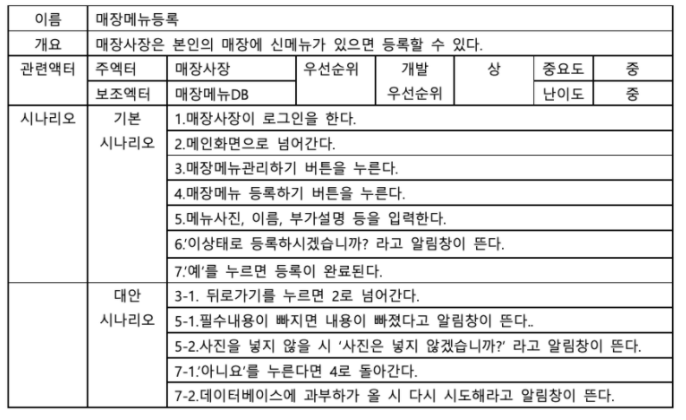 이름 매장메뉴등록
개요 매장사장은 본인의 매장에 신메뉴가 있으면 등록할 수 있다.
관련액터 주엑터 매장사장 우선순위 개발 상 중요도 중
보조엑터 매장메뉴DB 우선순위 난이도 중
시나리오 기본 1.매장사장이 로그인을 한다.
시나리오 2.메인화면으로 넘어간다.
3.매장메뉴관리하기 버튼을 누른다.
4.매장메뉴 등록하기 버튼을 누른다.
5.메뉴사진, 이름, 부가설명 등을 입력한다.
6.'이상태로 등록하시겠습니까? 라고 알림창이 뜬다.
7.'예'를 누르면 등록이 완료된다.
대안 3-1. 뒤로가기를 누르면 2로 넘어간다.
시나리오 5-1.필수내용이 빠지면 내용이 빠졌다고 알림창이 뜬다..
5-2.사진을 넣지 않을 시 '사진은 넣지 않겠습니까?' 라고 알림창이 뜬다.
7-1.'아니요'를 누른다면 4로 돌아간다.
7-2.데이터베이스에 과부하가 올 시 다시 시도해라고 알림창이 뜬다.